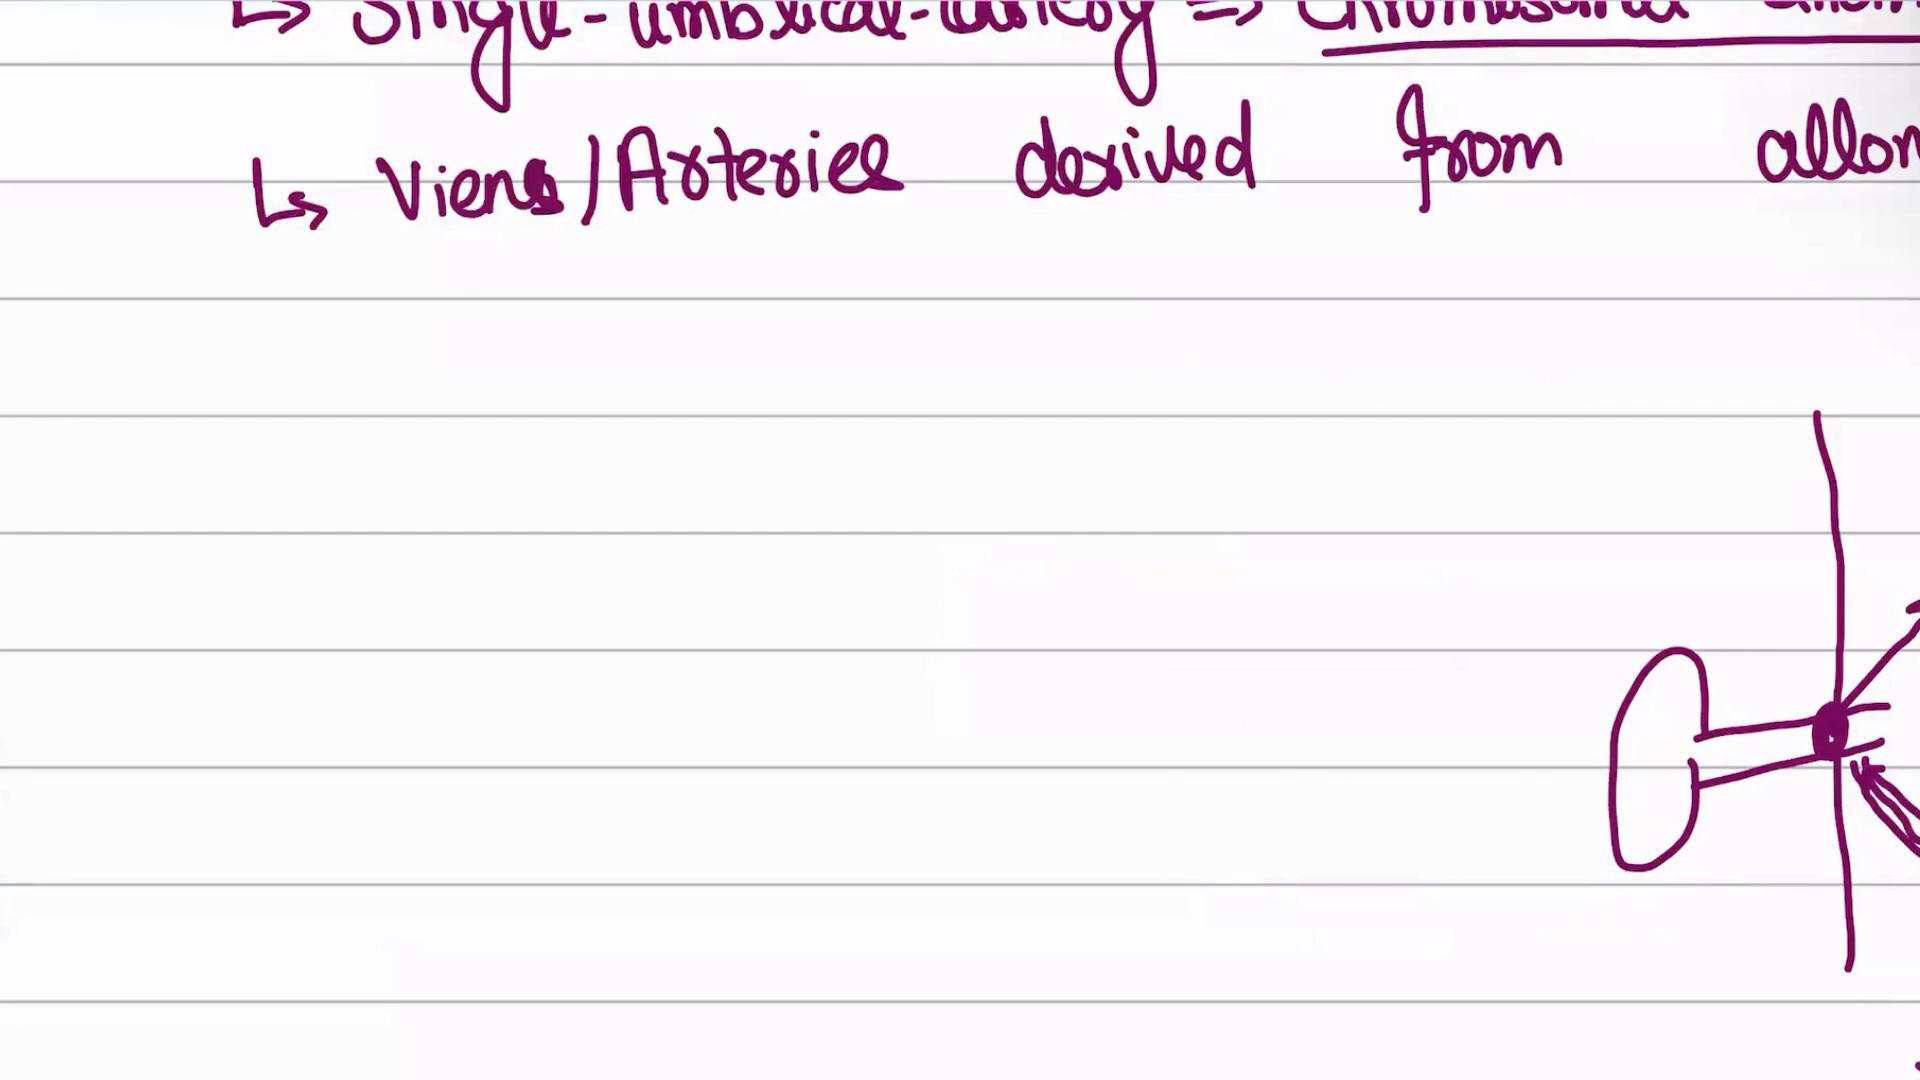 ↳ Single-umbilical-artery ⇒ Chromosomal
↳ Viens/Arteries derived from allan